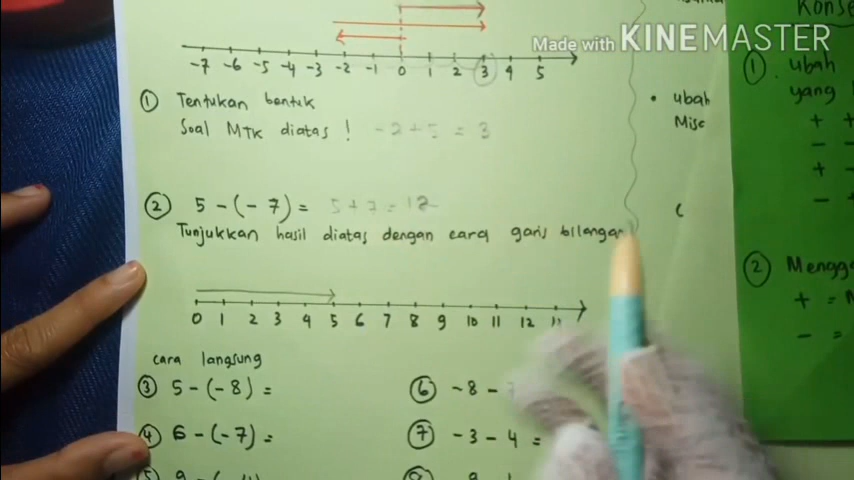 Made with KINEMASTER
-7 -6 -5 -4 -3 -2 -1 0 1 2 3 4 5
① Tentukan bentuk
Soal MTK diatas ! -2 + 5 = 3
② 5 - (- 7) = 5 + 7 = 12
Tunjukkan hasil diatas dengan cara garis bilangan
0 1 2 3 4 5 6 7 8 9 10 11 12
cara langsung
③ 5 - (- 8) =
④ 6 - (- 7) =
⑥ -8 -
⑦ -3 - 4 =
• ubah
Misc
Konse
① ubah
yang
+ +
- -
+ -
- +
② Mengg
+ =
- =